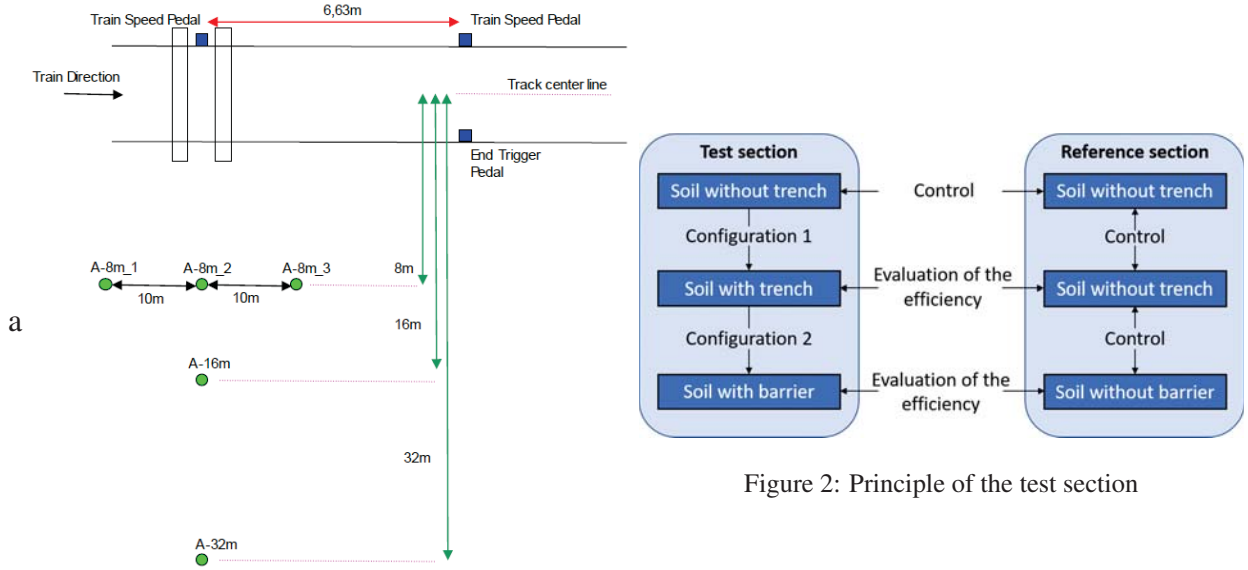 Train Speed Pedal
6,63m
Train Speed Pedal
Train Direction
Track center line
End Trigger
Pedal
A-8m_1
A-8m_2
A-8m_3
8m
10m
10m
a
16m
A-16m
32m
A-32m
Test section
Reference section
Soil without trench
Control
Soil without trench
Configuration 1
Control
Soil with trench
Evaluation of the
efficiency
Soil without trench
Configuration 2
Control
Soil with barrier
Evaluation of the
efficiency
Soil without barrier
Figure 2: Principle of the test section